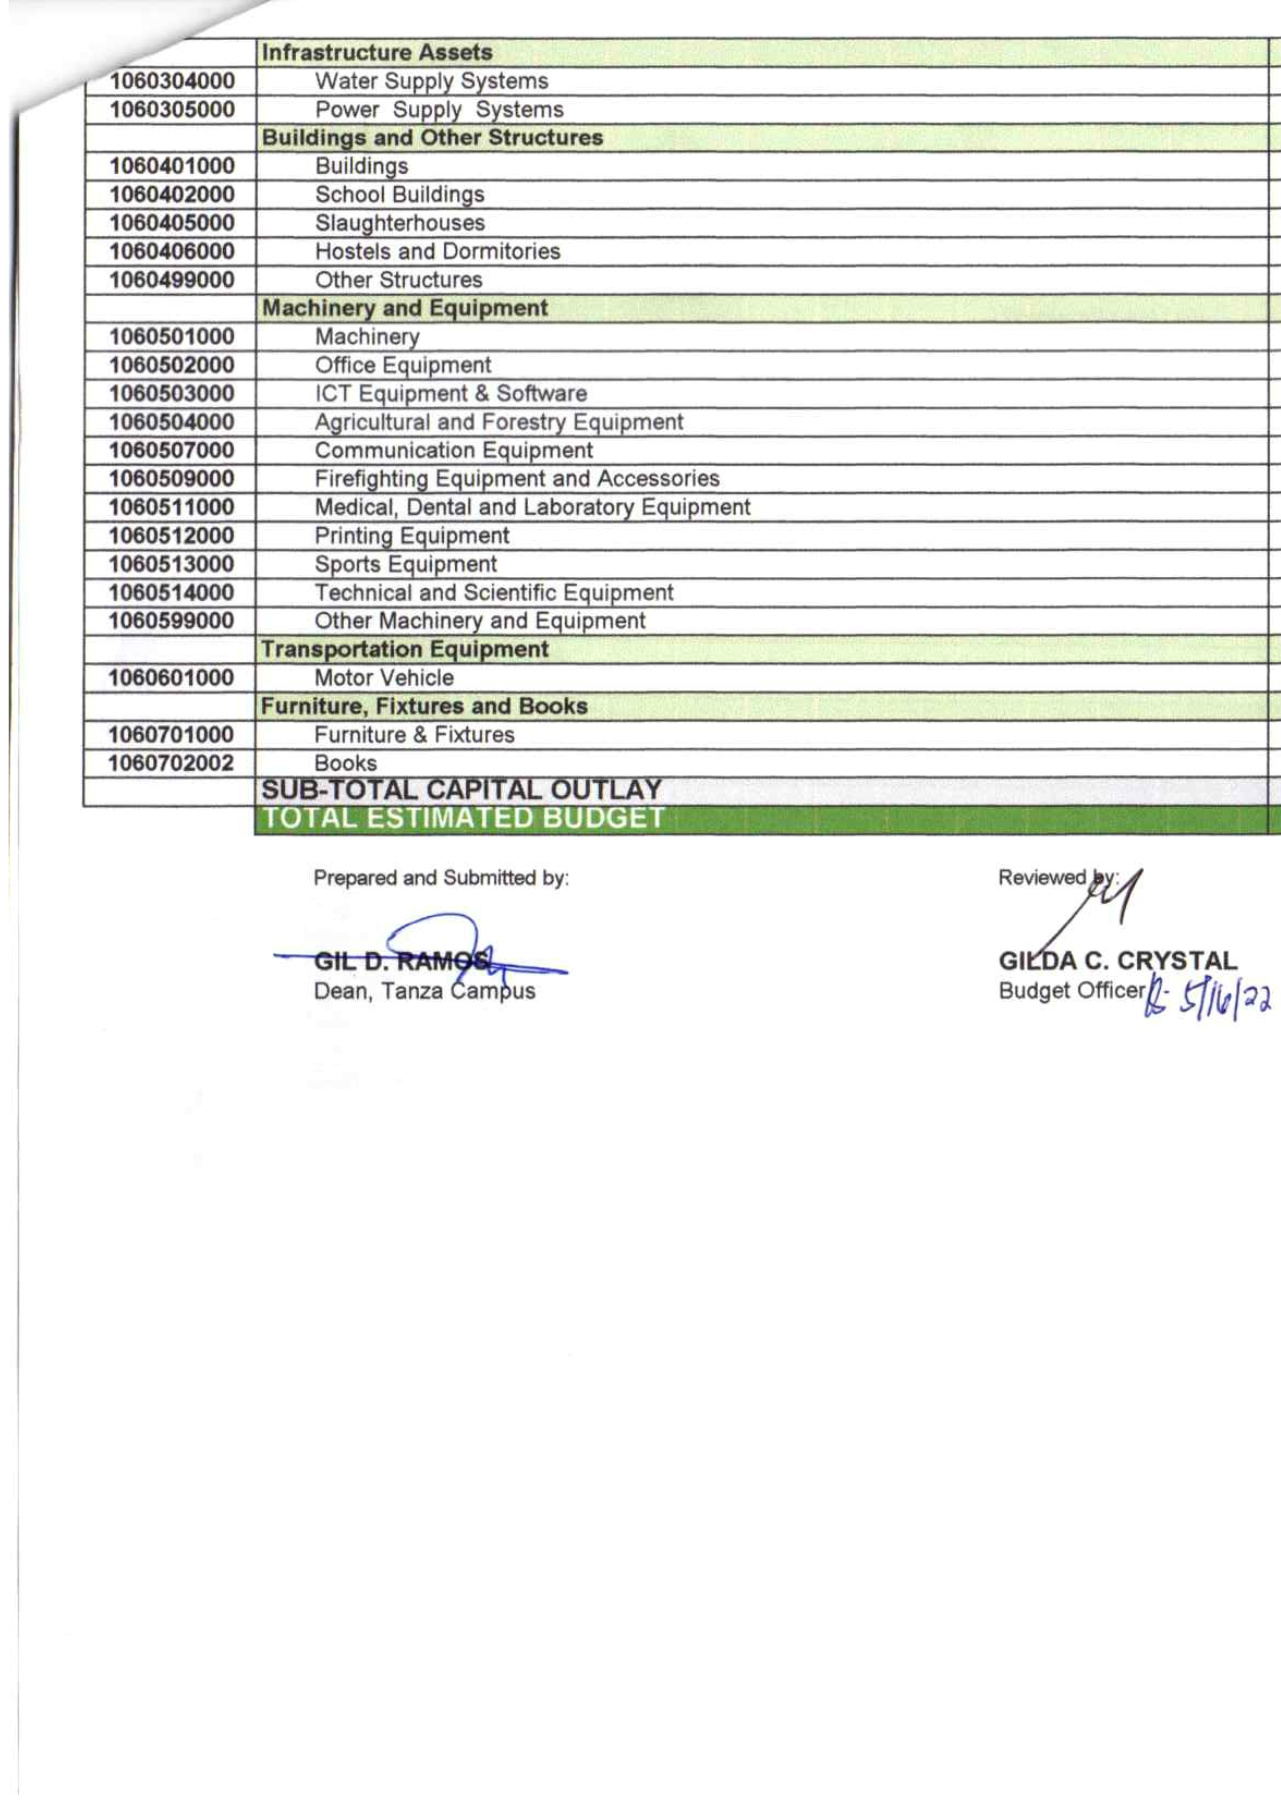 Infrastructure Assets
1060304000 Water Supply Systems
1060305000 Power Supply Systems
Buildings and Other Structures
1060401000 Buildings
1060402000 School Buildings
1060405000 Slaughterhouses
1060406000 Hostels and Dormitories
1060499000 Other Structures
Machinery and Equipment
1060501000 Machinery
1060502000 Office Equipment
1060503000 ICT Equipment & Software
1060504000 Agricultural and Forestry Equipment
1060507000 Communication Equipment
1060509000 Firefighting Equipment and Accessories
1060511000 Medical, Dental and Laboratory Equipment
1060512000 Printing Equipment
1060513000 Sports Equipment
1060514000 Technical and Scientific Equipment
1060599000 Other Machinery and Equipment
Transportation Equipment
1060601000 Motor Vehicle
Furniture, Fixtures and Books
1060701000 Furniture & Fixtures
1060702002 Books
SUB-TOTAL CAPITAL OUTLAY
TOTAL ESTIMATED BUDGET
Prepared and Submitted by: Reviewed by:
GIL D. RAMOS GILDA C. CRYSTAL
Dean, Tanza Campus Budget Officer 5/16/22